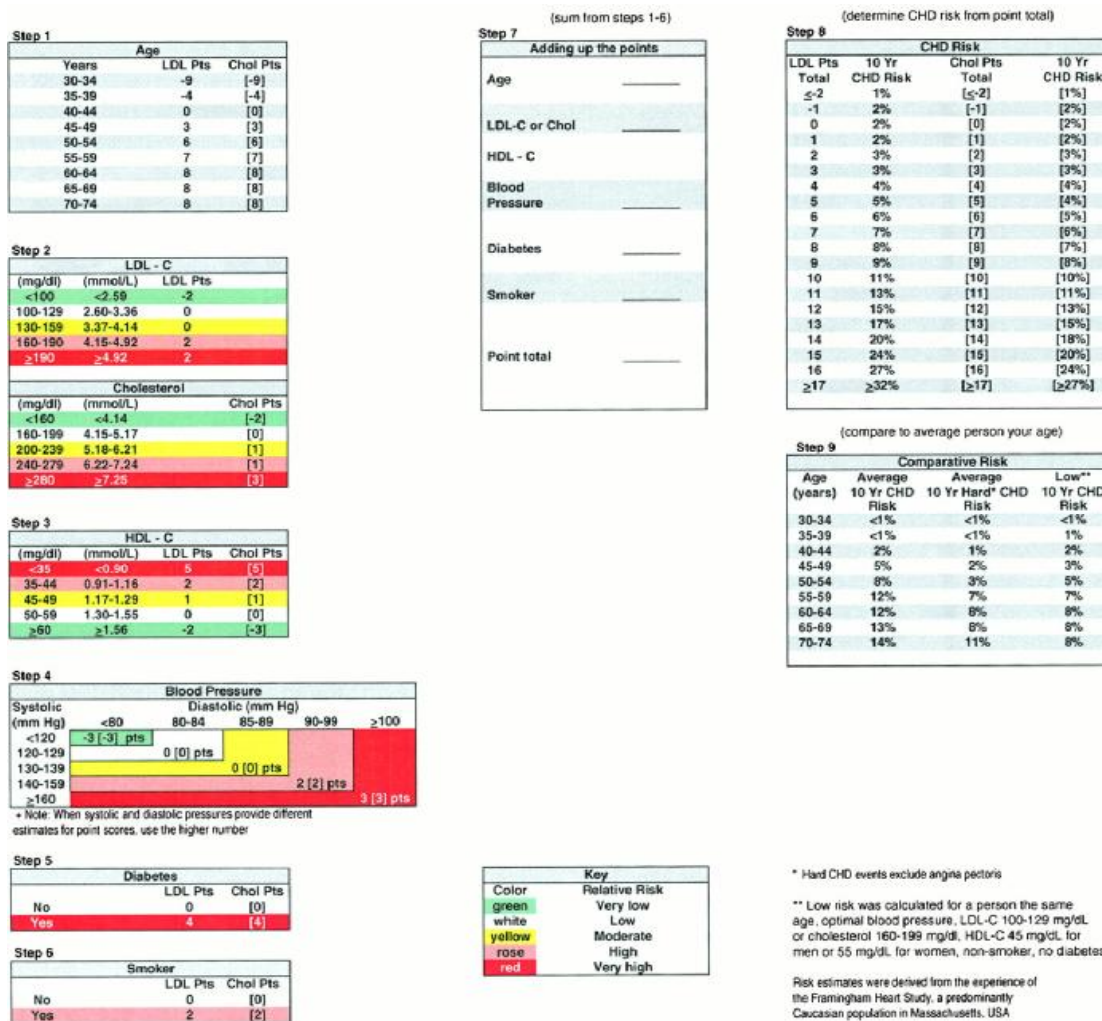 Step 1
Age
Years LDL Pts Chol Pts
30-34 -9 [-9]
35-39 -4 [-4]
40-44 0 [0]
45-49 3 [3]
50-54 6 [6]
55-59 7 [7]
60-64 8 [8]
65-69 8 [8]
70-74 8 [8]
Step 2
LDL - C
(mg/dl) (mmol/L) LDL Pts
<100 <2.59 -2
100-129 2.60-3.36 0
130-159 3.37-4.14 0
160-190 4.15-4.92 2
≥190 ≥4.92 2
Cholesterol
(mg/dl) (mmol/L) Chol Pts
<160 <4.14 [-2]
160-199 4.15-5.17 [0]
200-239 5.18-6.21 [1]
240-279 6.22-7.24 [1]
≥280 ≥7.25 [3]
Step 3
HDL - C
(mg/dl) (mmol/L) LDL Pts Chol Pts
<35 <0.90 5 [5]
35-44 0.91-1.16 2 [2]
45-49 1.17-1.29 1 [1]
50-59 1.30-1.55 0 [0]
≥60 ≥1.56 -2 [-3]
Step 4
Blood Pressure
Systolic Diastolic (mm Hg)
(mm Hg) <80 80-84 85-89 90-99 ≥100
<120 -3 [-3] pts
120-129 0 [0] pts
130-139 0 [0] pts
140-159 2 [2] pts
≥160 3 [3] pts
+ Note: When systolic and diastolic pressures provide different
estimates for point scores, use the higher number
Step 5
Diabetes
LDL Pts Chol Pts
No 0 [0]
Yes 4 [4]
Step 6
Smoker
LDL Pts Chol Pts
No 0 [0]
Yes 2 [2]
(sum from steps 1-6)
Step 7
Adding up the points
Age
LDL-C or Chol
HDL - C
Blood
Pressure
Diabetes
Smoker
Point total
Key
Color Relative Risk
green Very low
white Low
yellow Moderate
rose High
red Very high
(determine CHD risk from point total)
Step 8
CHD Risk
LDL Pts 10 Yr Chol Pts 10 Yr
Total CHD Risk Total CHD Risk
≤-2 1% [≤-2] [1%]
-1 2% [-1] [2%]
0 2% [0] [2%]
1 2% [1] [2%]
2 3% [2] [3%]
3 3% [3] [3%]
4 4% [4] [4%]
5 5% [5] [4%]
6 6% [6] [5%]
7 7% [7] [6%]
8 8% [8] [7%]
9 9% [9] [8%]
10 11% [10] [10%]
11 13% [11] [11%]
12 15% [12] [13%]
13 17% [13] [15%]
14 20% [14] [18%]
15 24% [15] [20%]
16 27% [16] [24%]
≥17 ≥32% [≥17] [≥27%]
(compare to average person your age)
Step 9
Comparative Risk
Age Average Average Low**
(years) 10 Yr CHD 10 Yr Hard* CHD 10 Yr CHD
Risk Risk Risk
30-34 <1% <1% <1%
35-39 <1% <1% 1%
40-44 2% 1% 2%
45-49 5% 2% 3%
50-54 8% 3% 5%
55-59 12% 7% 7%
60-64 12% 8% 8%
65-69 13% 8% 8%
70-74 14% 11% 8%
* Hard CHD events exclude angina pectoris
** Low risk was calculated for a person the same
age, optimal blood pressure, LDL-C 100-129 mg/dL
or cholesterol 160-199 mg/dl, HDL-C 45 mg/dL for
men or 55 mg/dL for women, non-smoker, no diabetes
Risk estimates were derived from the experience of
the Framingham Heart Study, a predominantly
Caucasian population in Massachusetts, USA